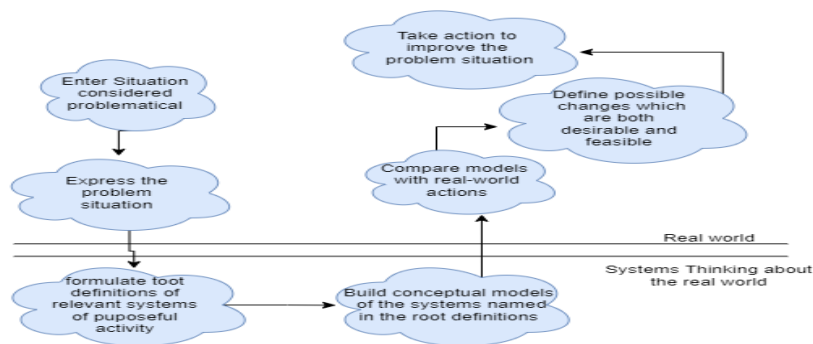 Enter Situation
considered
problematical
Express the
problem
situation
formulate toot
definitions of
relevant systems
of puposeful
activity
Build conceptual models
of the systems named
in the root definitions
Compare models
with real-world
actions
Define possible
changes which
are both
desirable and
feasible
Take action to
improve the
problem situation
Real world
Systems Thinking about
the real world